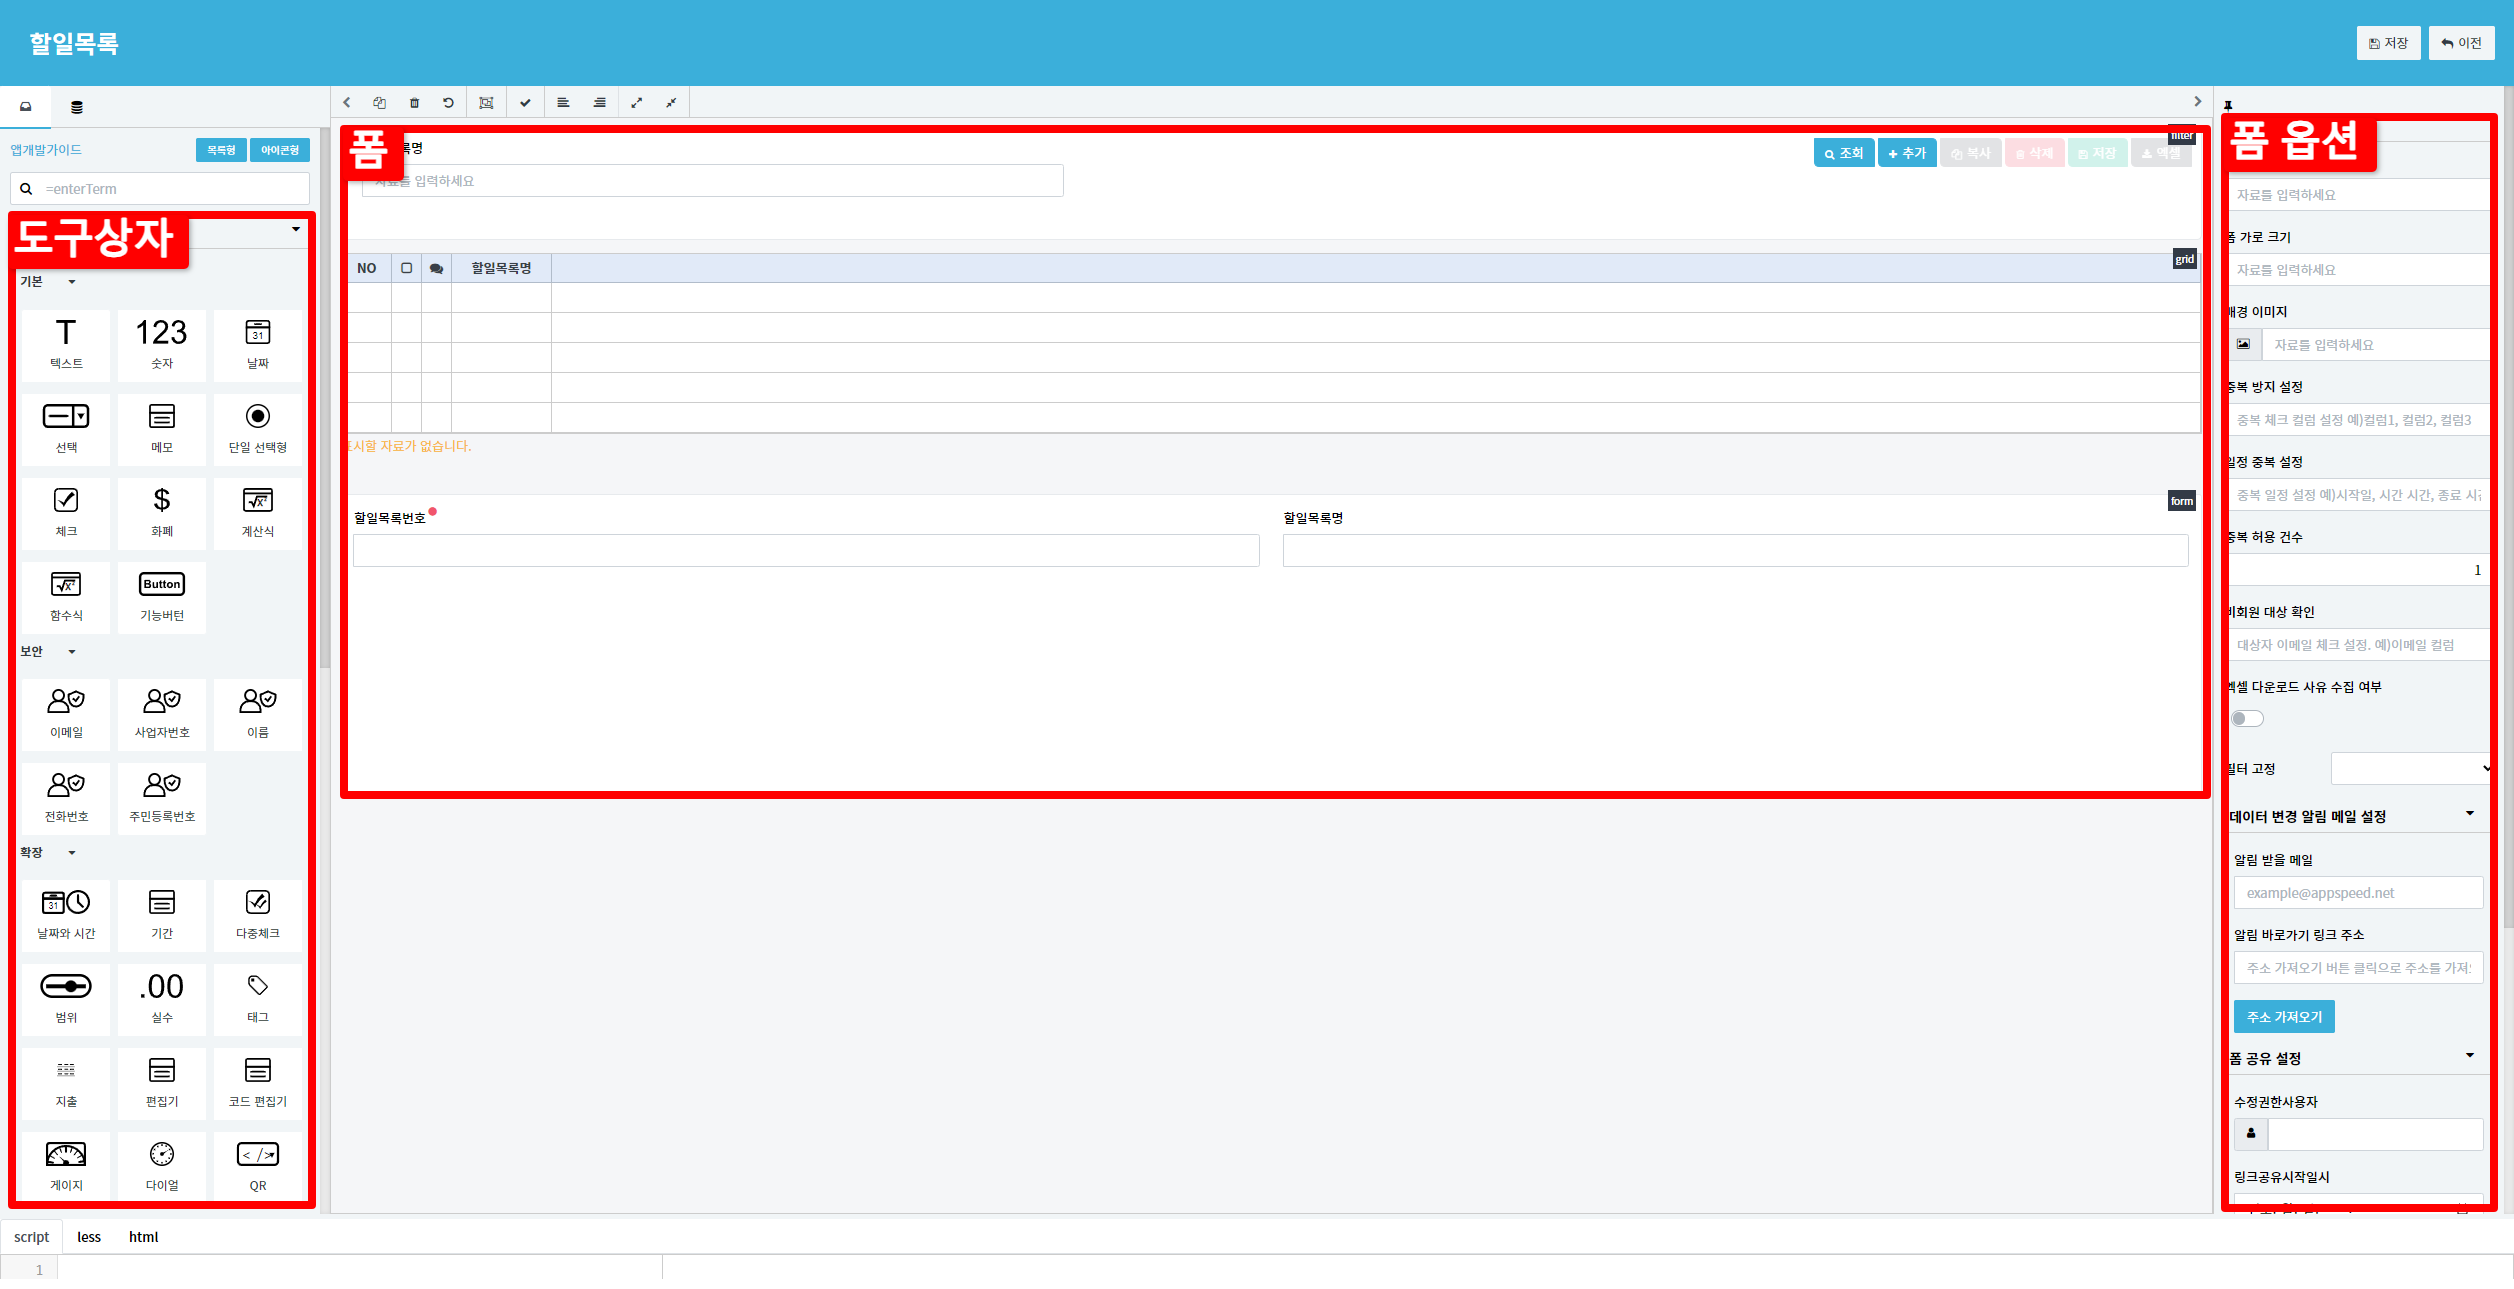 할일목록
저장
이전
앱개발가이드
목록형
아이콘형
=enterTerm
도구상자
기본
텍스트
숫자
날짜
선택
메모
단일 선택형
체크
화폐
계산식
함수식
기능버턴
보안
이메일
사업자번호
이름
전화번호
주민등록번호
확장
날짜와 시간
기간
다중체크
범위
실수
태그
지출
편집기
코드 편집기
게이지
다이얼
QR
폼
록명
자료를 입력하세요
조회
추가
복사
삭제
저장
엑셀
filter
NO
할일목록명
grid
표시할 자료가 없습니다.
form
할일목록번호
할일목록명
폼 옵션
자료를 입력하세요
폼 가로 크기
자료를 입력하세요
배경 이미지
자료를 입력하세요
중복 방지 설정
중복 체크 컬럼 설정 예)컬럼1, 컬럼2, 컬럼3
일정 중복 설정
중복 일정 설정 예)시작일, 시간 시간, 종료 시간
중복 허용 건수
1
비회원 대상 확인
대상자 이메일 체크 설정. 예)이메일 컬럼
엑셀 다운로드 사유 수집 여부
필터 고정
데이터 변경 알림 메일 설정
알림 받을 메일
example@appspeed.net
알림 바로가기 링크 주소
주소 가져오기 버튼 클릭으로 주소를 가져오
주소 가져오기
폼 공유 설정
수정권한사용자
링크공유시작일시
script
less
html
1